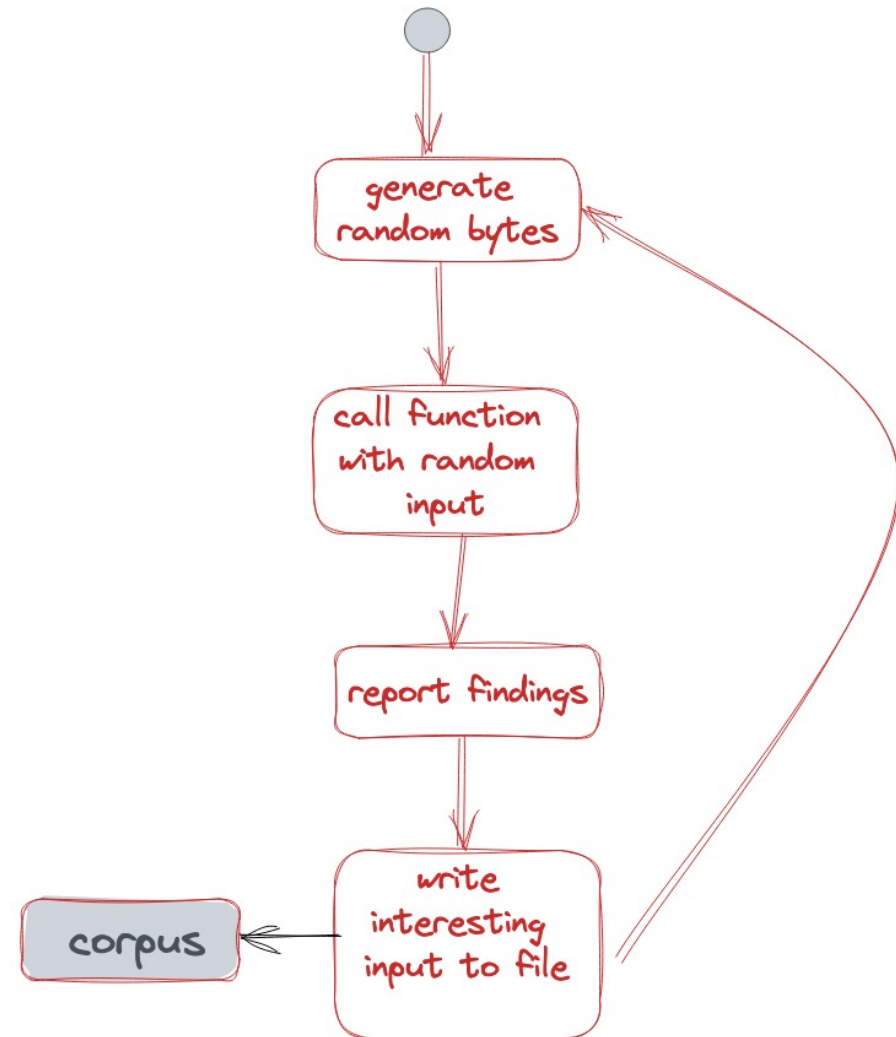 generate
random bytes
call function
with random
input
report findings
write
interesting
input to file
corpus